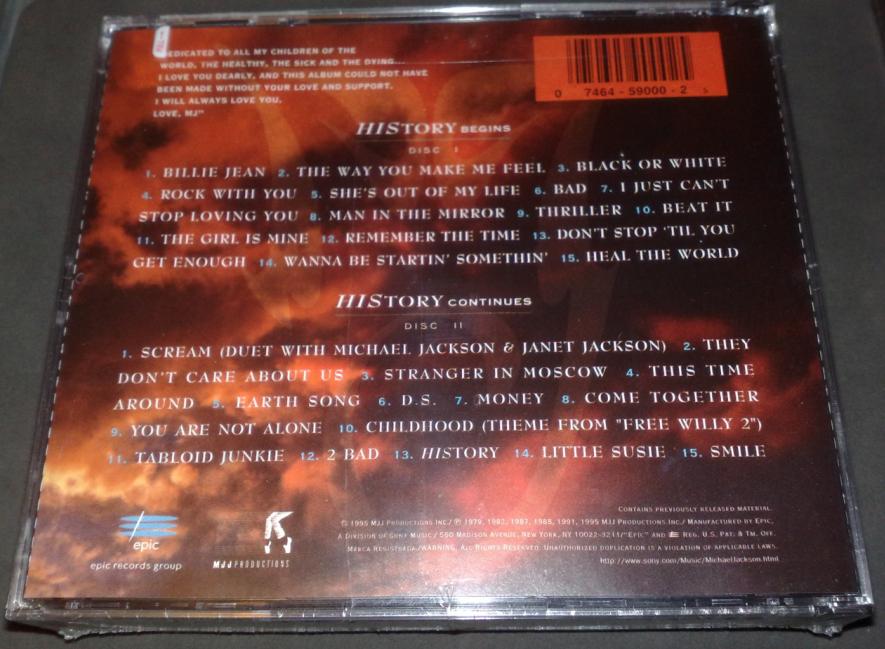 DEDICATED TO ALL MY CHILDREN OF THE
WORLD, THE HEALTHY, THE SICK AND THE DYING...
I LOVE YOU DEARLY, AND THIS ALBUM COULD NOT HAVE
BEEN MADE WITHOUT YOUR LOVE AND SUPPORT.
I WILL ALWAYS LOVE YOU.
LOVE, MJ"
0 7464-59000-2 5
HISTORY BEGINS
DISC I
1. BILLIE JEAN 2. THE WAY YOU MAKE ME FEEL 3. BLACK OR WHITE
4. ROCK WITH YOU 5. SHE'S OUT OF MY LIFE 6. BAD 7. I JUST CAN'T
STOP LOVING YOU 8. MAN IN THE MIRROR 9. THRILLER 10. BEAT IT
11. THE GIRL IS MINE 12. REMEMBER THE TIME 13. DON'T STOP 'TIL YOU
GET ENOUGH 14. WANNA BE STARTIN' SOMETHIN' 15. HEAL THE WORLD
HISTORY CONTINUES
DISC II
1. SCREAM (DUET WITH MICHAEL JACKSON & JANET JACKSON) 2. THEY
DON'T CARE ABOUT US 3. STRANGER IN MOSCOW 4. THIS TIME
AROUND 5. EARTH SONG 6. D.S. 7. MONEY 8. COME TOGETHER
9. YOU ARE NOT ALONE 10. CHILDHOOD (THEME FROM "FREE WILLY 2")
11. TABLOID JUNKIE 12. 2 BAD 13. HISTORY 14. LITTLE SUSIE 15. SMILE
CONTAINS PREVIOUSLY RELEASED MATERIAL.
© 1995 MJJ PRODUCTIONS INC./ ℗ 1979, 1982, 1987, 1988, 1991, 1995 MJJ PRODUCTIONS INC./ MANUFACTURED BY EPIC,
A DIVISION OF SONY MUSIC / 550 MADISON AVENUE, NEW YORK, NY 10022-3211/"EPIC" AND REG. U.S. PAT. & TM. OFF.
MARCA REGISTRADA/WARNING: ALL RIGHTS RESERVED. UNAUTHORIZED DUPLICATION IS A VIOLATION OF APPLICABLE LAWS.
http://www.sony.com/Music/MichaelJackson.html
epic
epic records group
MJJ PRODUCTIONS